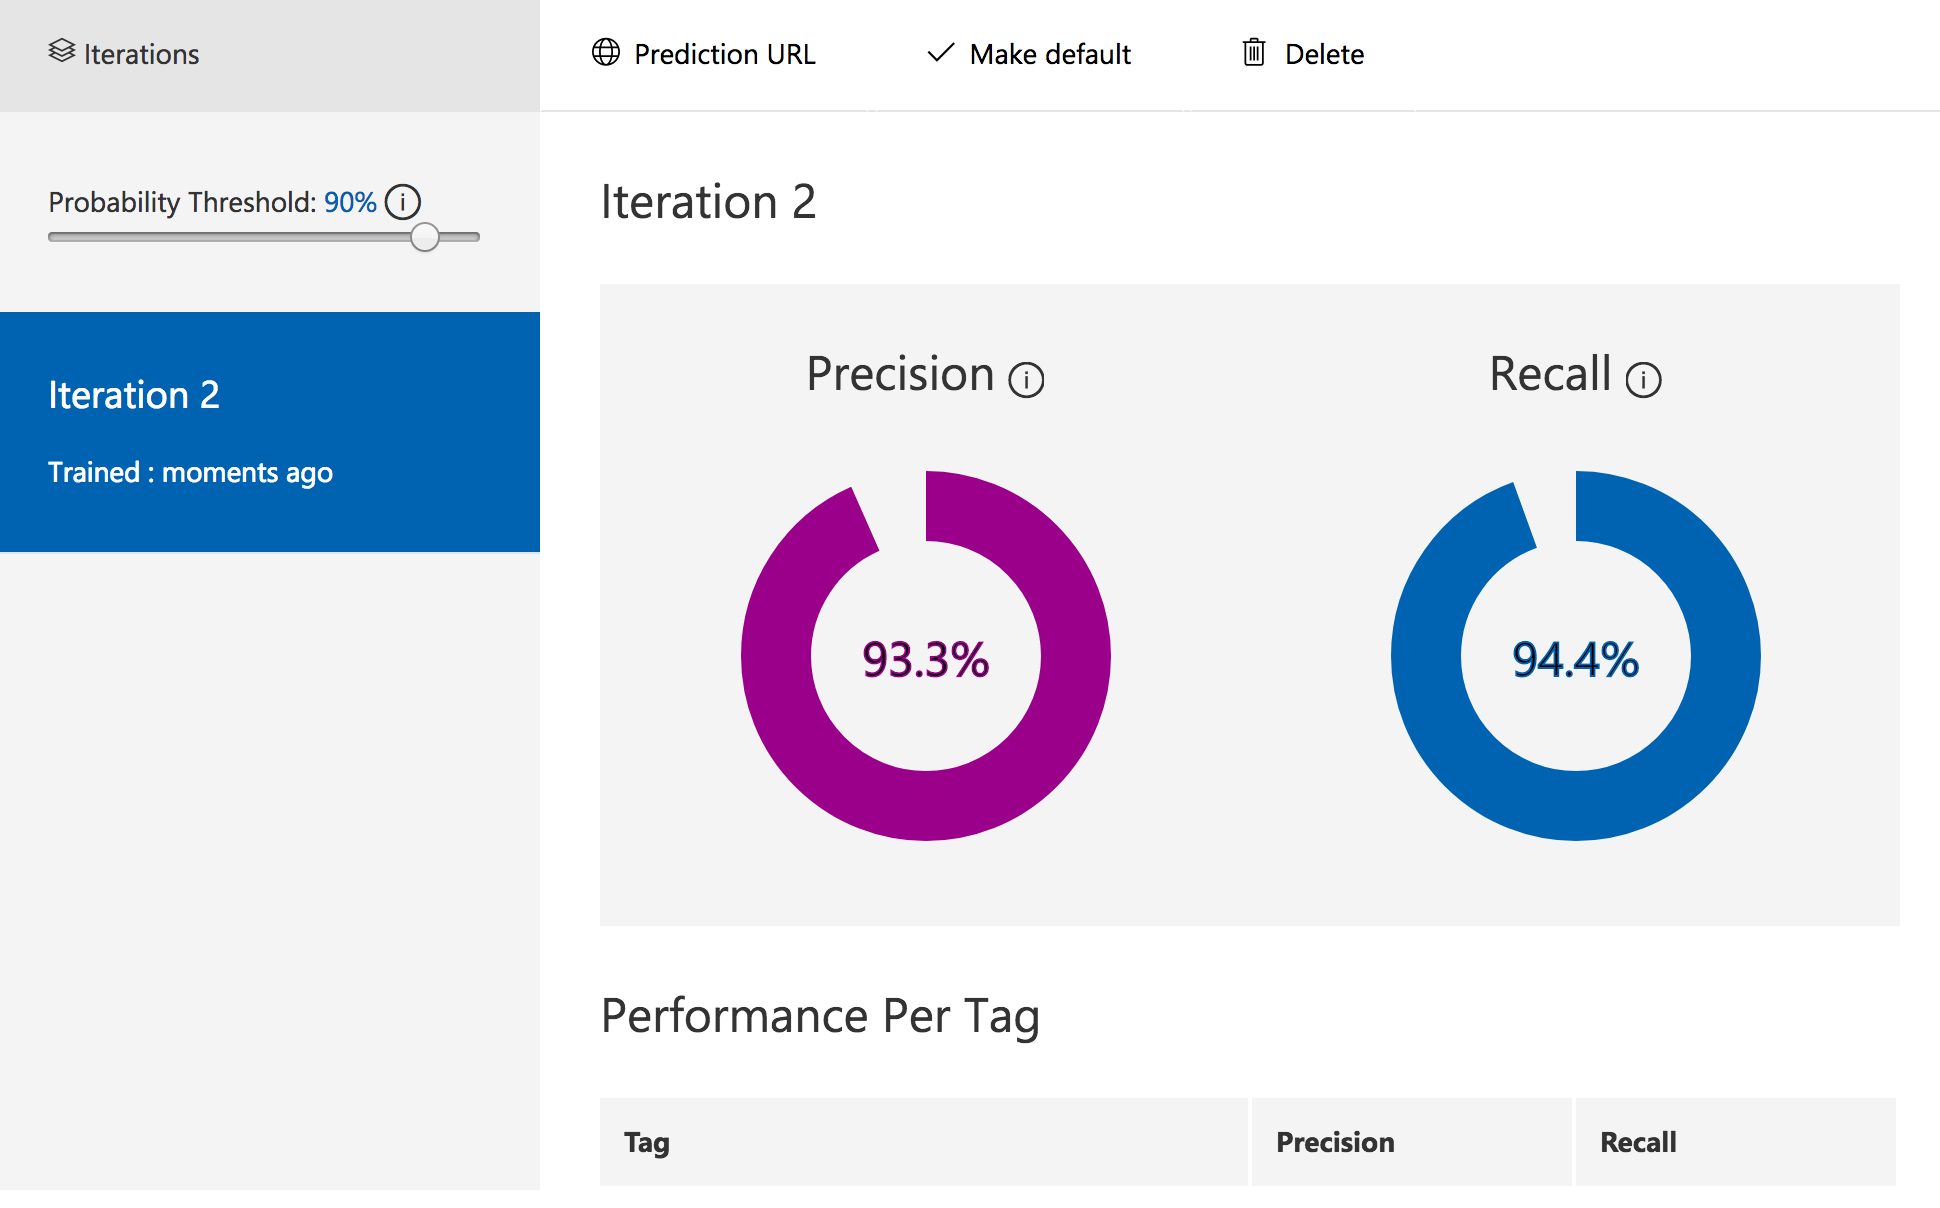 Iterations
Prediction URL
Make default
Delete
Probability Threshold: 90%
Iteration 2
Trained : moments ago
Iteration 2
Precision
Recall
93.3%
94.4%
Performance Per Tag
Tag
Precision
Recall